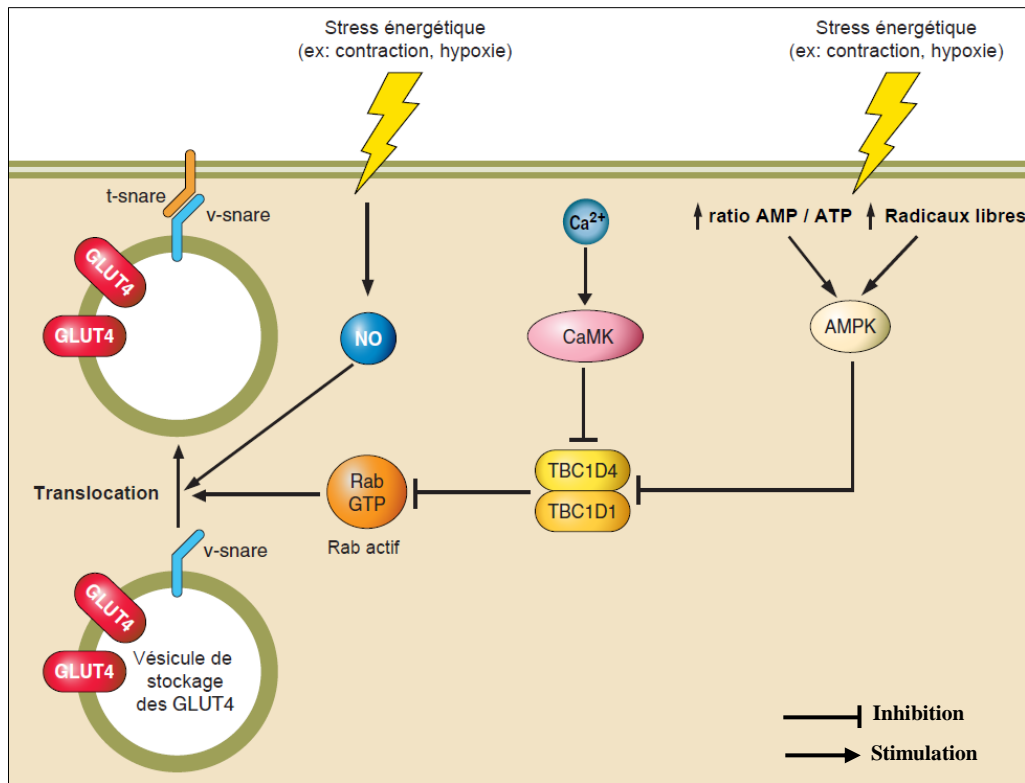 Stress énergétique
(ex: contraction, hypoxie)
Stress énergétique
(ex: contraction, hypoxie)
t-snare
v-snare
GLUT4
GLUT4
NO
Ca2+
CaMK
ratio AMP / ATP
Radicaux libres
AMPK
Translocation
Rab
GTP
Rab actif
TBC1D4
TBC1D1
v-snare
GLUT4
GLUT4
Vésicule de
stockage
des GLUT4
Inhibition
Stimulation